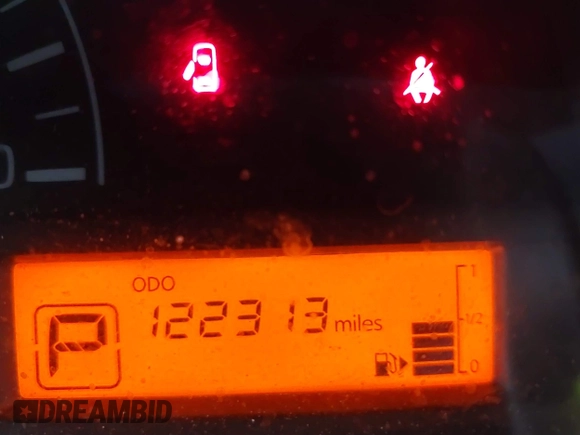 ODO
1
P
122313 miles
1/2
0
DREAMBID